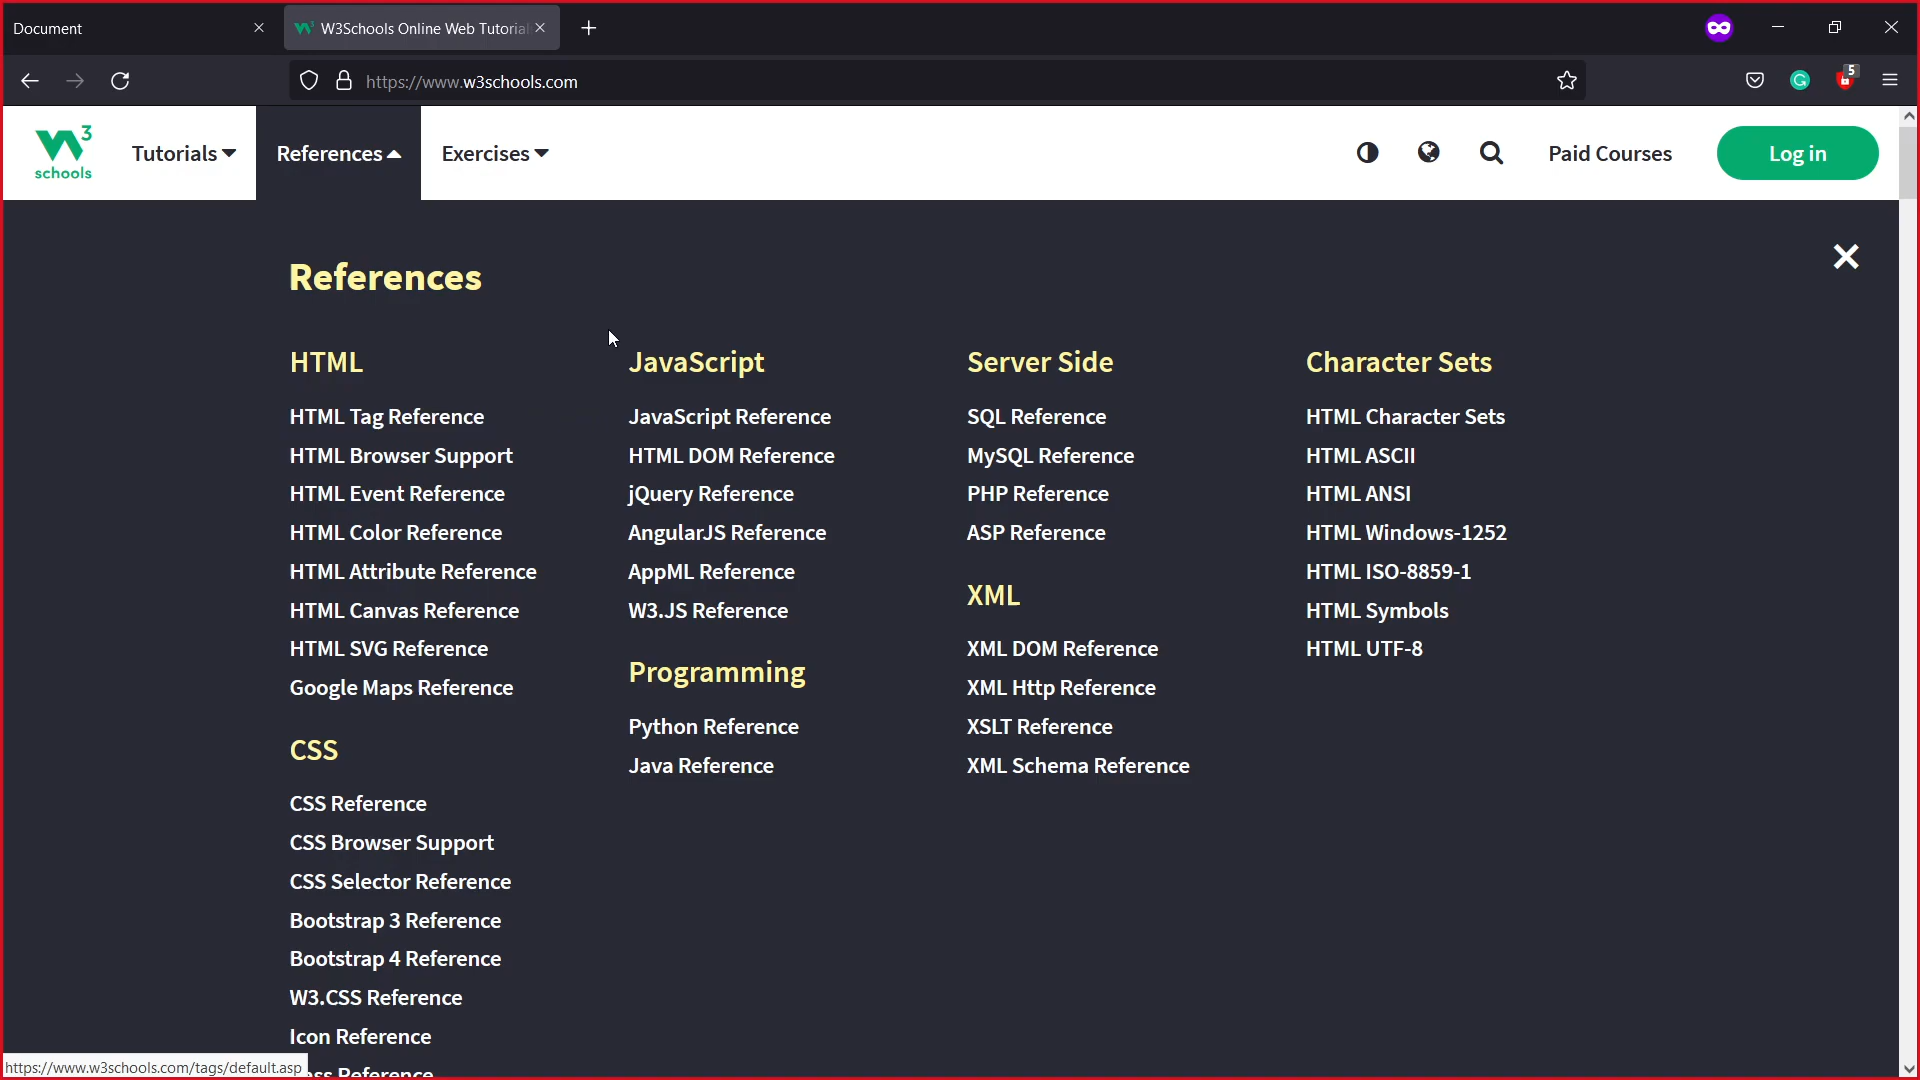 Document
W3Schools Online Web Tutorial
5
https://www.w3schools.com
W3 schools
Tutorials
References
Exercises
Paid Courses
Log in
References
HTML
HTML Tag Reference
HTML Browser Support
HTML Event Reference
HTML Color Reference
HTML Attribute Reference
HTML Canvas Reference
HTML SVG Reference
Google Maps Reference
CSS
CSS Reference
CSS Browser Support
CSS Selector Reference
Bootstrap 3 Reference
Bootstrap 4 Reference
W3.CSS Reference
Icon Reference
Reference
JavaScript
JavaScript Reference
HTML DOM Reference
jQuery Reference
AngularJS Reference
AppML Reference
W3.JS Reference
Programming
Python Reference
Java Reference
Server Side
SQL Reference
MySQL Reference
PHP Reference
ASP Reference
XML
XML DOM Reference
XML Http Reference
XSLT Reference
XML Schema Reference
Character Sets
HTML Character Sets
HTML ASCII
HTML ANSI
HTML Windows-1252
HTML ISO-8859-1
HTML Symbols
HTML UTF-8
https://www.w3schools.com/tags/default.asp